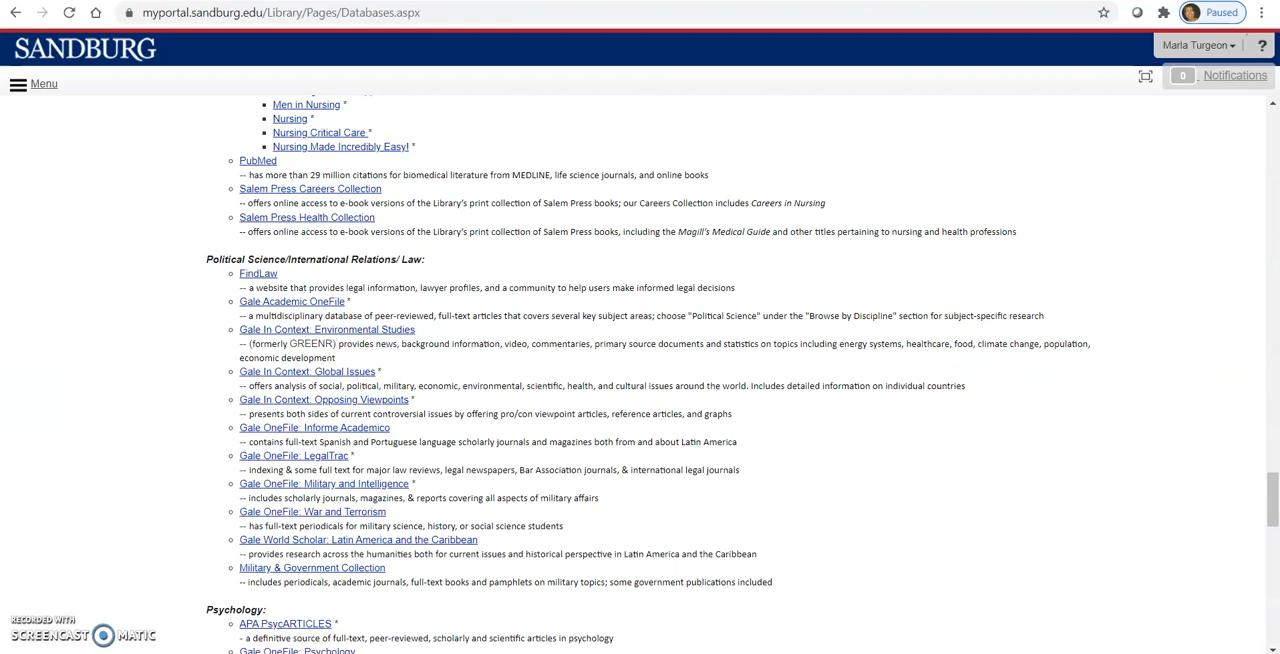 myportal.sandburg.edu/Library/Pages/Databases.aspx
Paused
SANDBURG
Marla Turgeon
?
Menu
0 Notifications
Men in Nursing *
Nursing *
Nursing Critical Care *
Nursing Made Incredibly Easy! *
PubMed
-- has more than 29 million citations for biomedical literature from MEDLINE, life science journals, and online books
Salem Press Careers Collection
-- offers online access to e-book versions of the Library's print collection of Salem Press books; our Careers Collection includes Careers in Nursing
Salem Press Health Collection
-- offers online access to e-book versions of the Library's print collection of Salem Press books, including the Magill's Medical Guide and other titles pertaining to nursing and health professions
Political Science/International Relations/ Law:
FindLaw
-- a website that provides legal information, lawyer profiles, and a community to help users make informed legal decisions
Gale Academic OneFile *
-- a multidisciplinary database of peer-reviewed, full-text articles that covers several key subject areas; choose "Political Science" under the "Browse by Discipline" section for subject-specific research
Gale In Context: Environmental Studies
-- (formerly GREENR) provides news, background information, video, commentaries, primary source documents and statistics on topics including energy systems, healthcare, food, climate change, population,
economic development
Gale In Context: Global Issues *
-- offers analysis of social, political, military, economic, environmental, scientific, health, and cultural issues around the world. Includes detailed information on individual countries
Gale In Context: Opposing Viewpoints *
-- presents both sides of current controversial issues by offering pro/con viewpoint articles, reference articles, and graphs
Gale OneFile: Informe Academico
-- contains full-text Spanish and Portuguese language scholarly journals and magazines both from and about Latin America
Gale OneFile: LegalTrac *
-- indexing & some full text for major law reviews, legal newspapers, Bar Association journals, & international legal journals
Gale OneFile: Military and Intelligence *
-- includes scholarly journals, magazines, & reports covering all aspects of military affairs
Gale OneFile: War and Terrorism
-- has full-text periodicals for military science, history, or social science students
Gale World Scholar: Latin America and the Caribbean
-- provides research across the humanities both for current issues and historical perspective in Latin America and the Caribbean
Military & Government Collection
-- includes periodicals, academic journals, full-text books and pamphlets on military topics; some government publications included
Psychology:
APA PsycARTICLES *
- a definitive source of full-text, peer-reviewed, scholarly and scientific articles in psychology
Gale OneFile: Psychology
RECORDED WITH
SCREENCAST MATIC